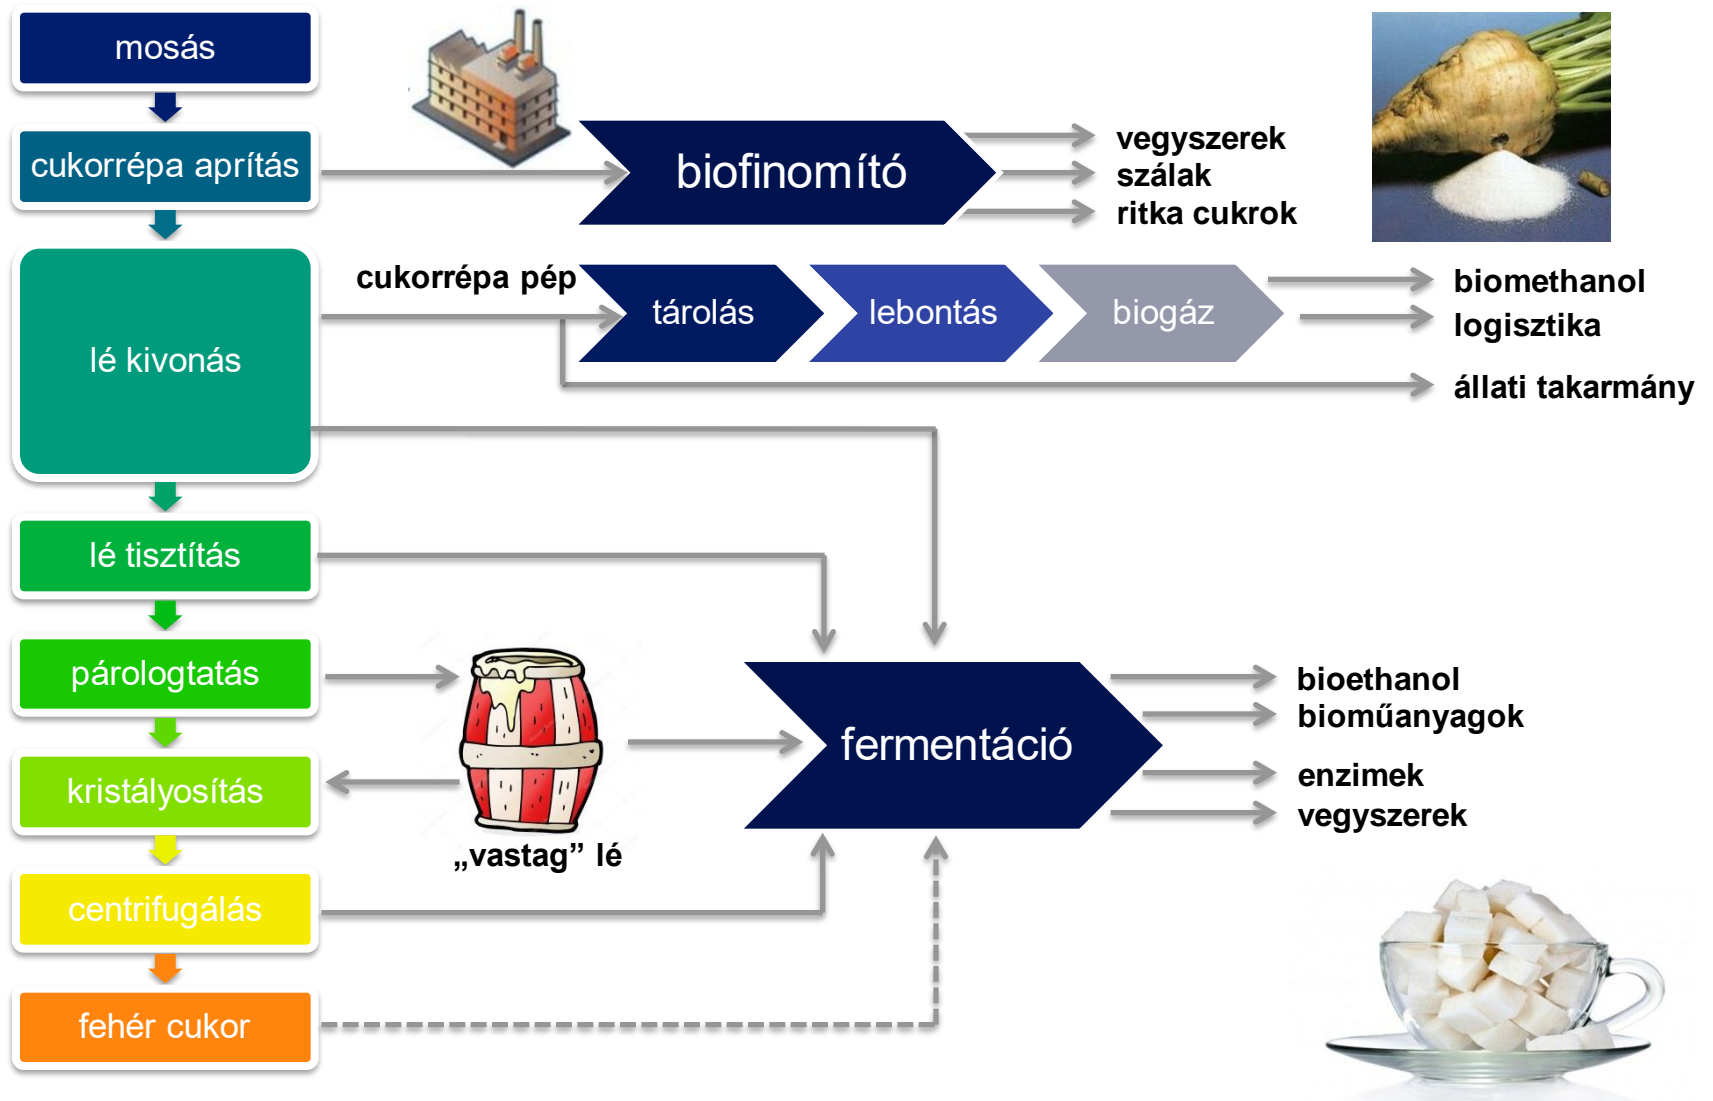 mosás
cukorrépa aprítás
biofinomító
vegyszerek
szálak
ritka cukrok
lé kivonás
cukorrépa pép
tárolás
lebontás
biogáz
biomethanol
logisztika
állati takarmány
lé tisztítás
párologtatás
kristályosítás
„vastag” lé
fermentáció
bioethanol
bioműanyagok
enzimek
vegyszerek
centrifugálás
fehér cukor